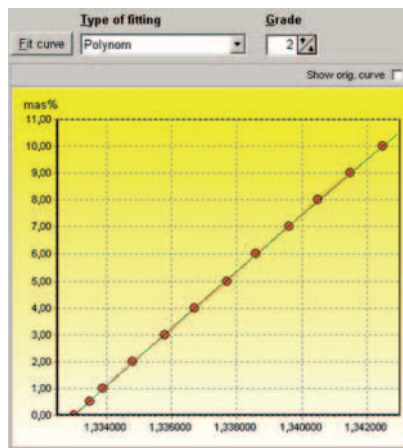 Type of fitting Grade
Fit curve Polynom 2
Show orig. curve
mas%
11,00
10,00
9,00
8,00
7,00
6,00
5,00
4,00
3,00
2,00
1,00
0,00
1,334000 1,336000 1,338000 1,340000 1,342000